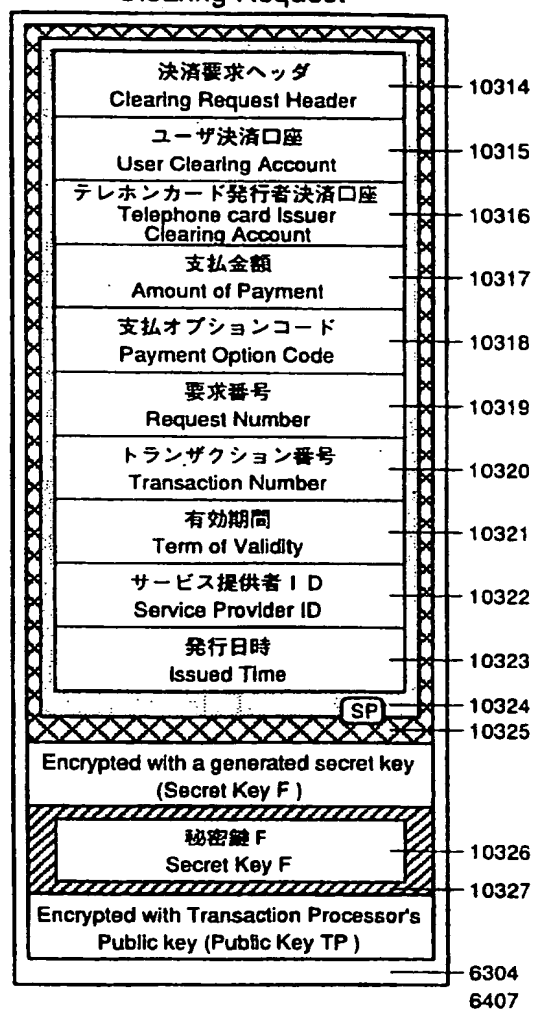 Clearing Request
決済要求ヘッダ
Clearing Request Header
10314
ユーザ決済口座
User Clearing Account
10315
テレホンカード発行者決済口座
Telephone card Issuer
Clearing Account
10316
支払金額
Amount of Payment
10317
支払オプションコード
Payment Option Code
10318
要求番号
Request Number
10319
トランザクション番号
Transaction Number
10320
有効期間
Term of Validity
10321
サービス提供者ID
Service Provider ID
10322
発行日時
Issued Time
10323
SP
10324
10325
Encrypted with a generated secret key
(Secret Key F )
秘密鍵 F
Secret Key F
10326
10327
Encrypted with Transaction Processor's
Public key (Public Key TP )
6304
6407